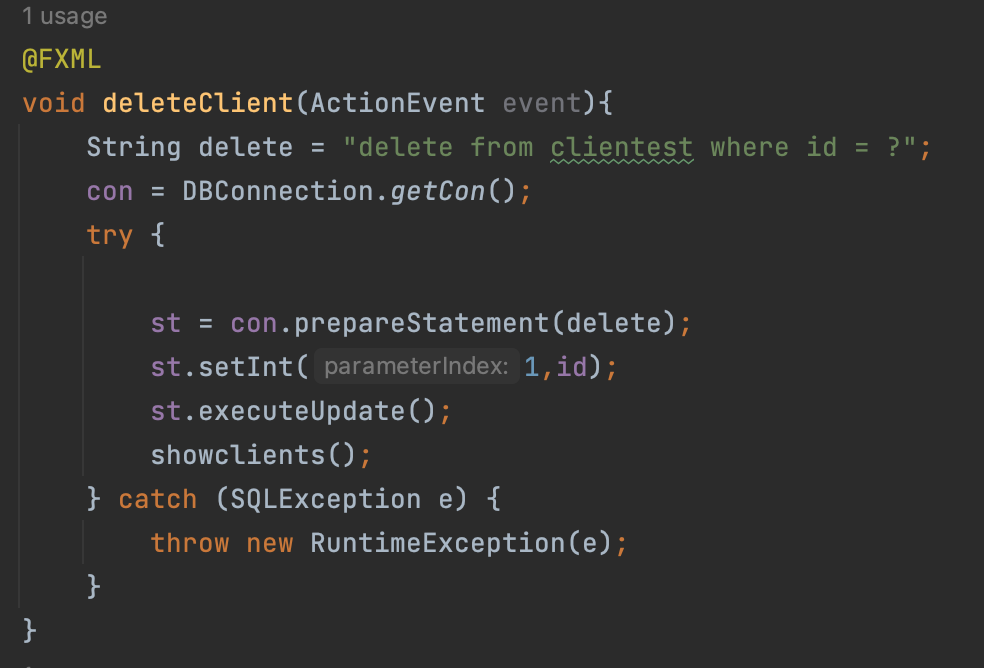 1 usage
@FXML
void deleteClient(ActionEvent event){
String delete = "delete from clientest where id = ?";
con = DBConnection.getCon();
try {
st = con.prepareStatement(delete);
st.setInt( parameterIndex: 1,id);
st.executeUpdate();
showclients();
} catch (SQLException e) {
throw new RuntimeException(e);
}
}